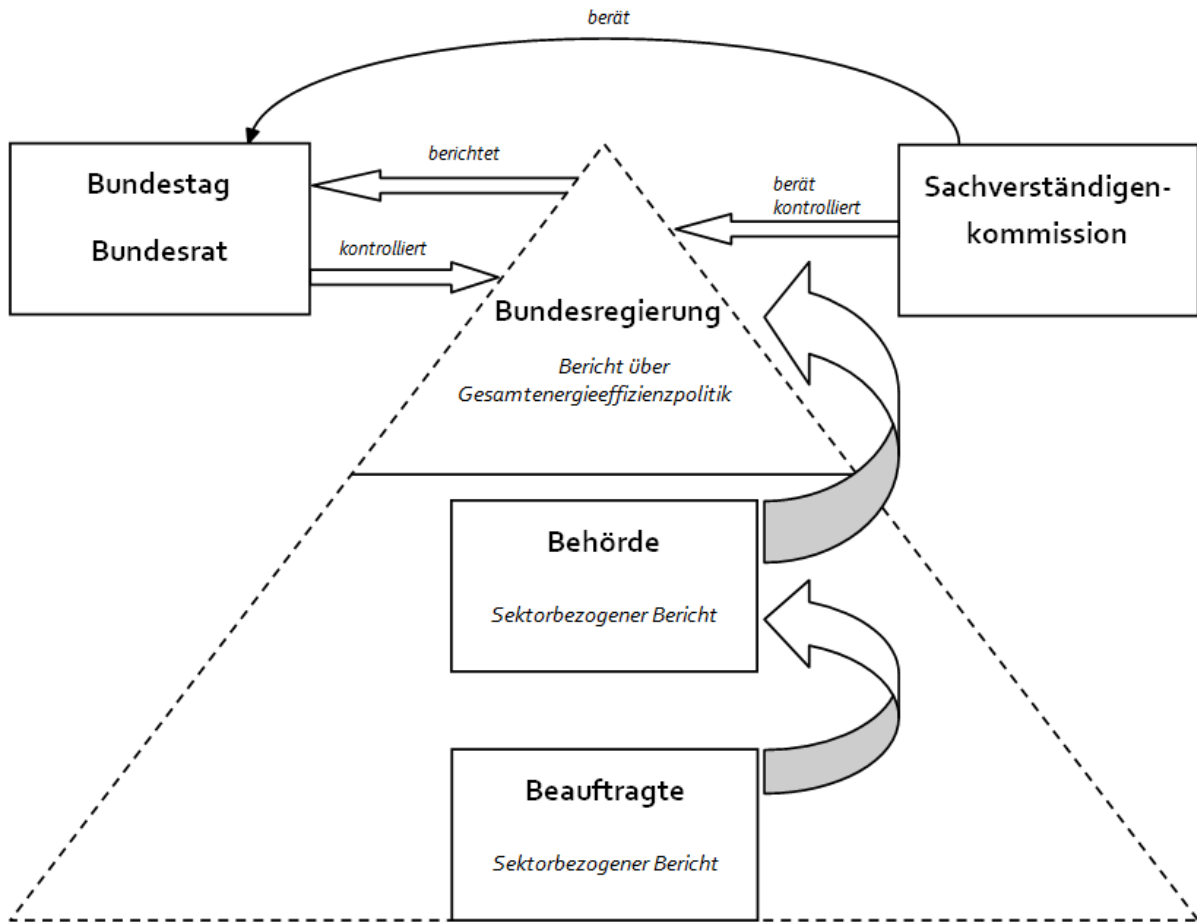 berät
Bundestag
Bundesrat
berichtet
kontrolliert
berät
kontrolliert
Sachverständigen-
kommission
Bundesregierung
Bericht über
Gesamtenergieeffizienzpolitik
Behörde
Sektorbezogener Bericht
Beauftragte
Sektorbezogener Bericht